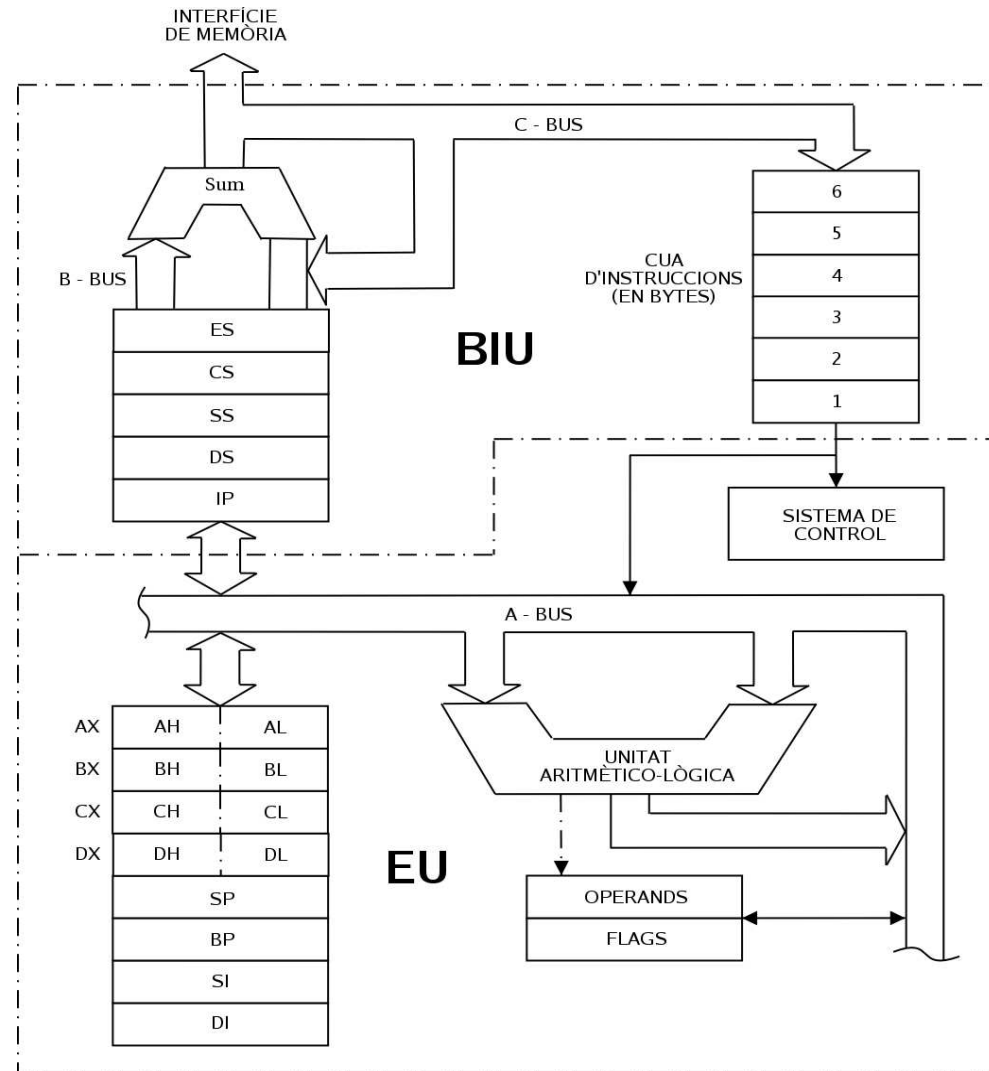 INTERFÍCIE
DE MEMÒRIA
C - BUS
Sum
B - BUS
6
5
4
3
2
1
CUA
D'INSTRUCCIONS
(EN BYTES)
ES
CS
SS
DS
IP
BIU
SISTEMA DE
CONTROL
A - BUS
AX AH AL
BX BH BL
CX CH CL
DX DH DL
SP
BP
SI
DI
UNITAT
ARITMÈTICO-LÒGICA
EU
OPERANDS
FLAGS